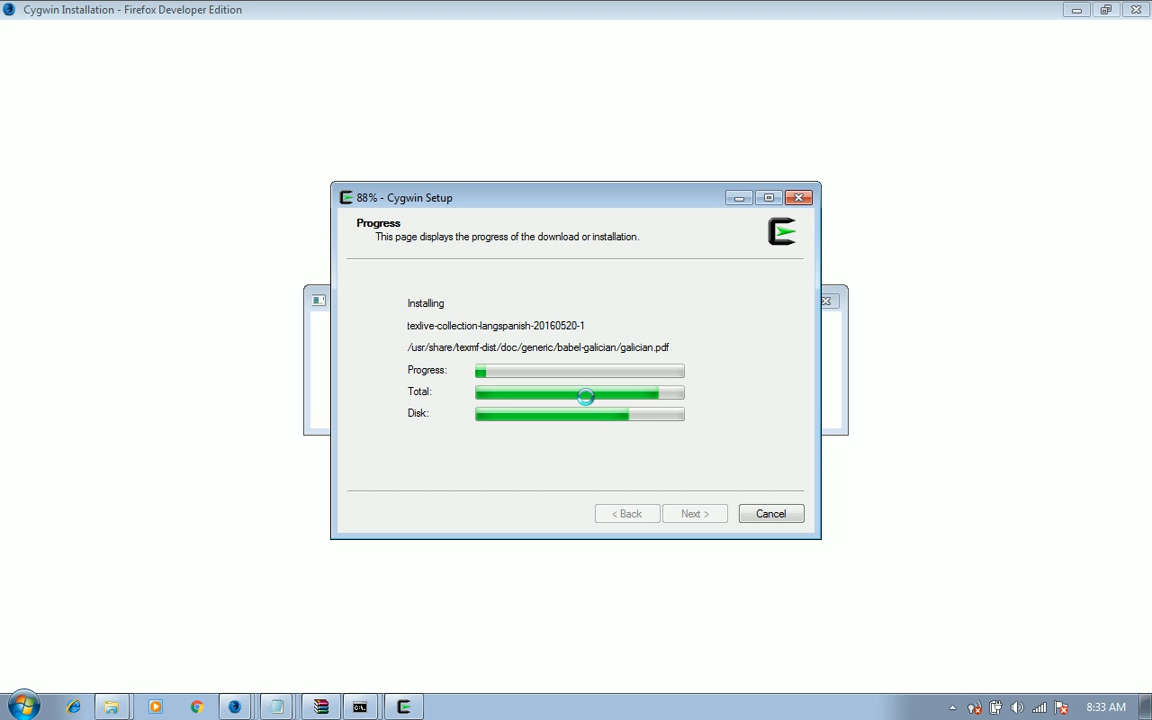 Cygwin Installation - Firefox Developer Edition
88% - Cygwin Setup
Progress
This page displays the progress of the download or installation.
Installing
texlive-collection-langspanish-20160520-1
/usr/share/texmf-dist/doc/generic/babel-galician/galician.pdf
Progress:
Total:
Disk:
< Back
Next >
Cancel
8:33 AM